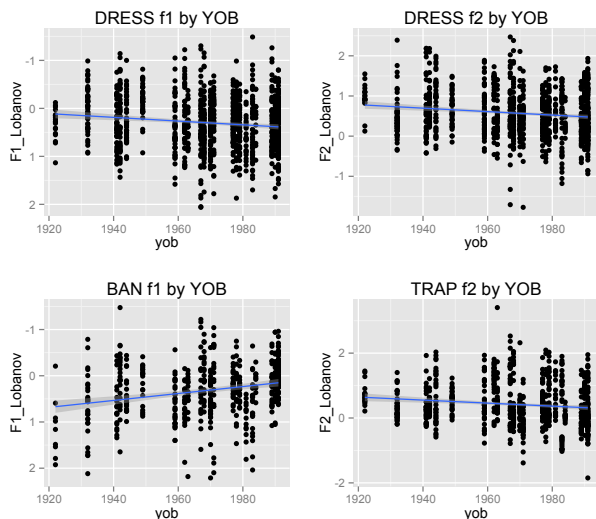 DRESS f1 by YOB
F1_Lobanov
-1
0
1
2
1920
1940
1960
1980
yob
DRESS f2 by YOB
F2_Lobanov
2
1
0
-1
1920
1940
1960
1980
yob
BAN f1 by YOB
F1_Lobanov
-1
0
1
2
1920
1940
1960
1980
yob
TRAP f2 by YOB
F2_Lobanov
2
0
-2
1920
1940
1960
1980
yob